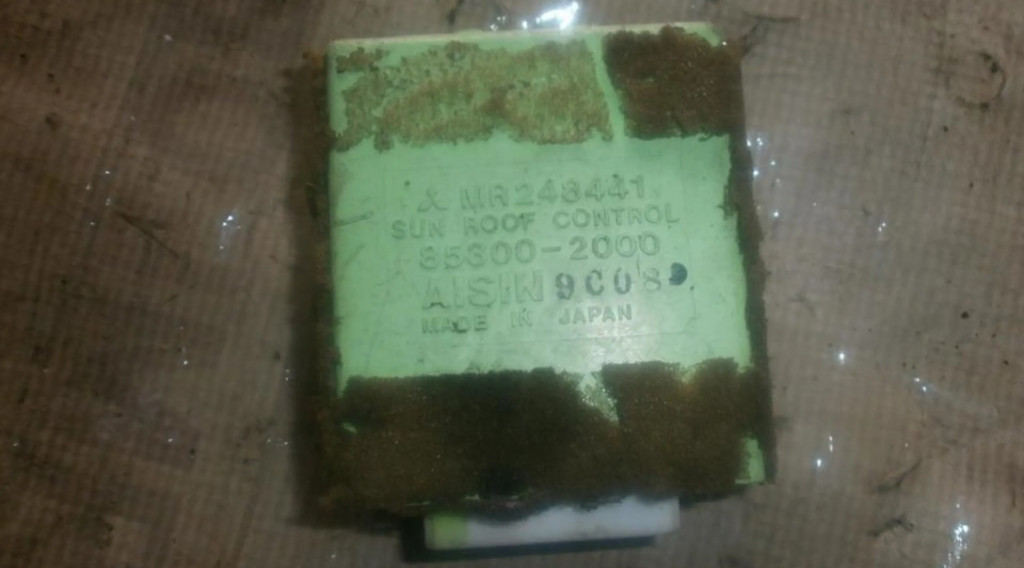 MR248441
SUN ROOF CONTROL
85300-2000
AISIN 9C08
MADE IN JAPAN